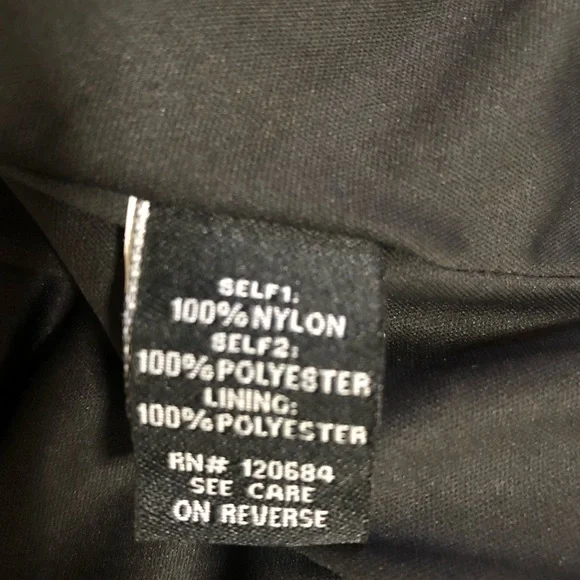 SELF1:
100% NYLON
SELF2:
100% POLYESTER
LINING:
100% POLYESTER
RN# 120684
SEE CARE
ON REVERSE